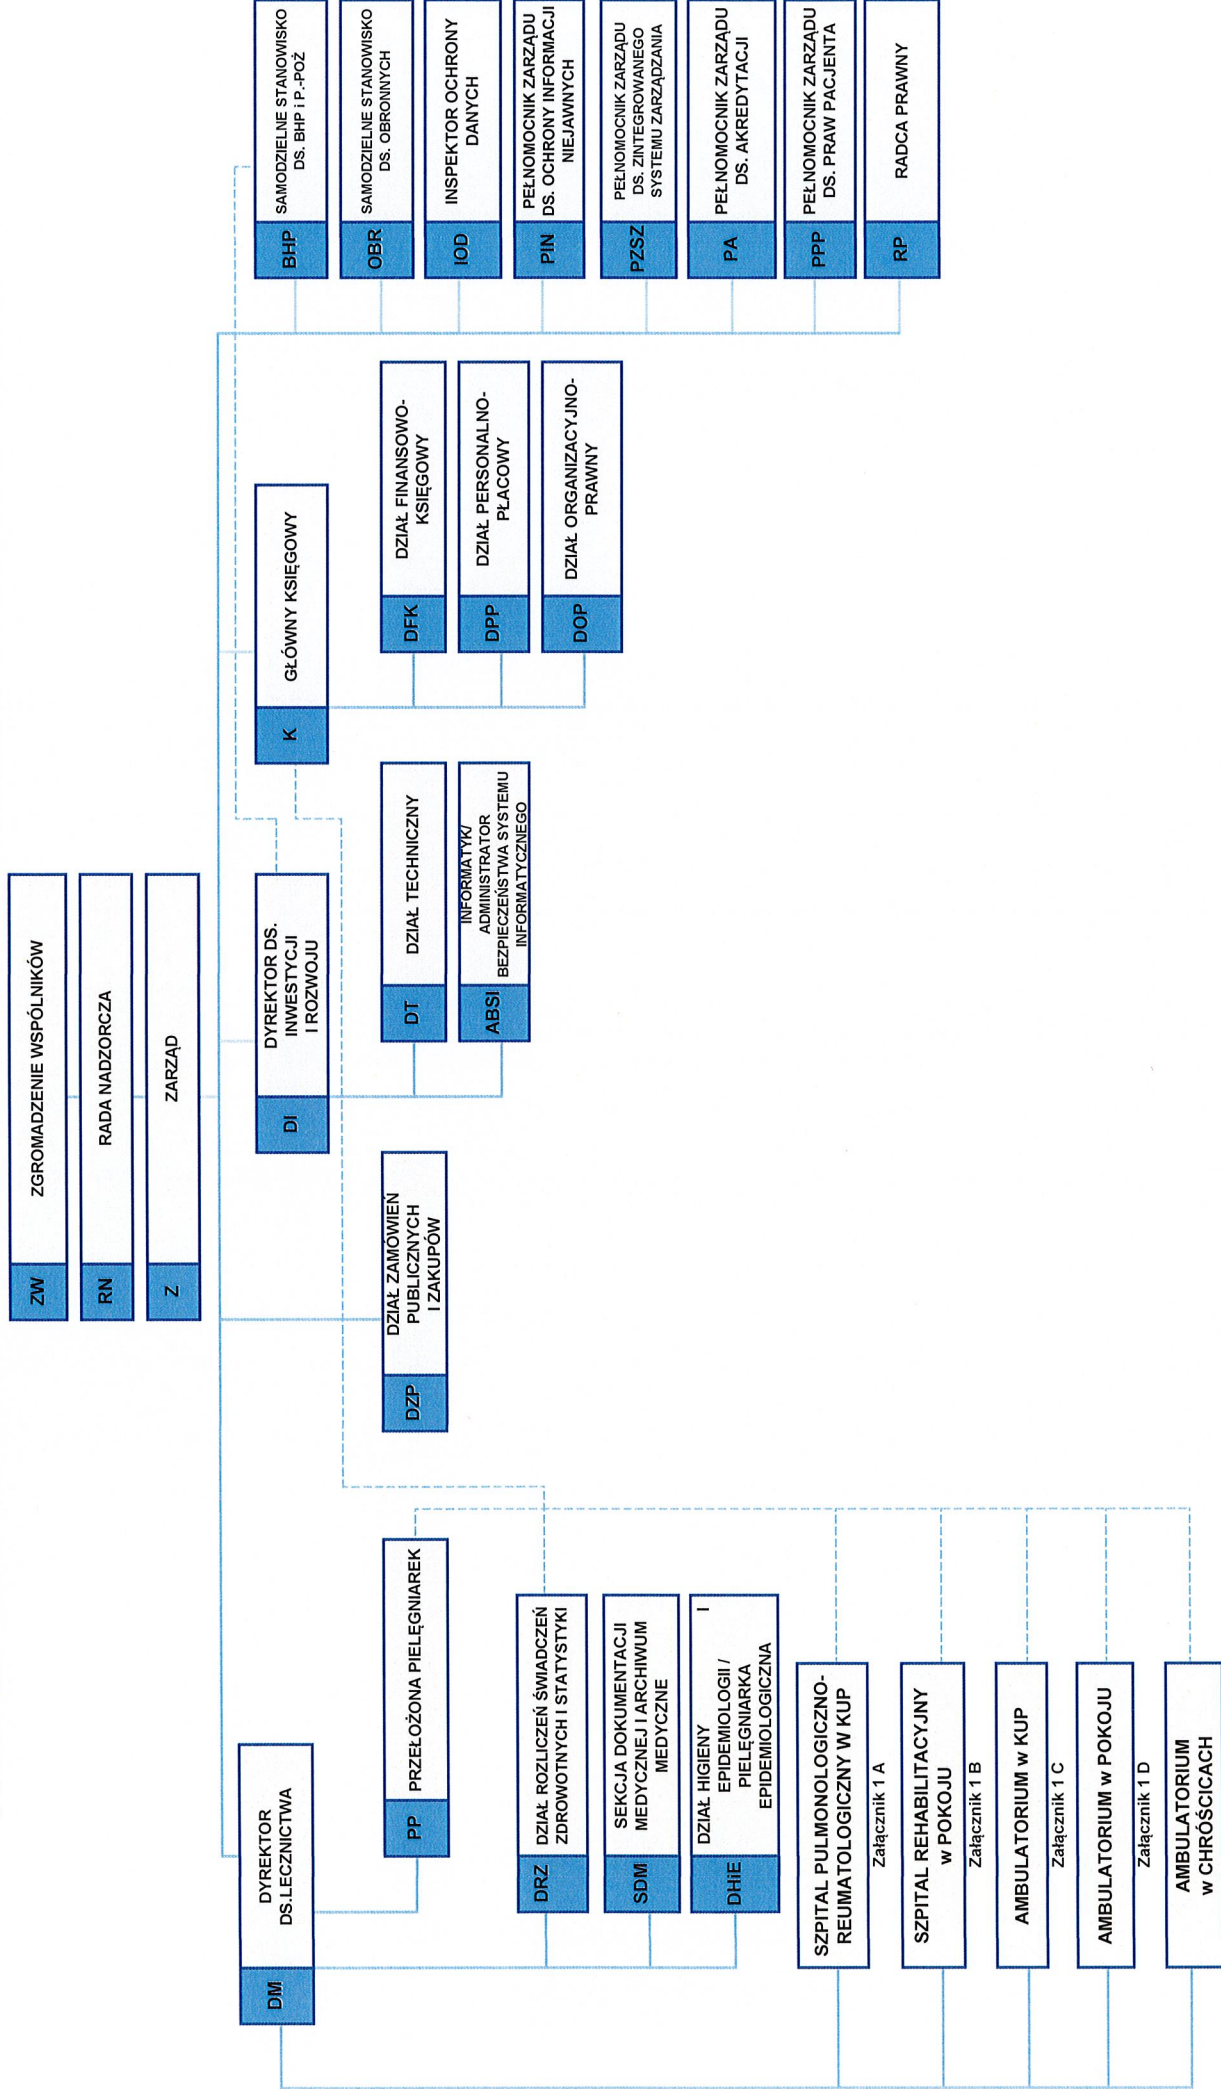 ZW
ZGROMADZENIE WSPÓLNIKÓW
RN
RADA NADZORCZA
Z
ZARZĄD
DM
DYREKTOR
DS.LECZNICTWA
PP
PRZEŁOŻONA PIELĘGNIAREK
DRZ
DZIAŁ ROZLICZEŃ ŚWIADCZEŃ
ZDROWOTNYCH I STATYSTYKI
SDM
SEKCJA DOKUMENTACJI
MEDYCZNEJ I ARCHIWUM
MEDYCZNE
DHiE
DZIAŁ HIGIENY I
EPIDEMIOLOGII /
PIELĘGNIARKA
EPIDEMIOLOGICZNA
SZPITAL PULMONOLOGICZNO-
REUMATOLOGICZNY W KUP
Załącznik 1 A
SZPITAL REHABILITACYJNY
w POKOJU
Załącznik 1 B
AMBULATORIUM w KUP
Załącznik 1 C
AMBULATORIUM w POKOJU
Załącznik 1 D
AMBULATORIUM
w CHRÓŚCICACH
DZP
DZIAŁ ZAMÓWIEŃ
PUBLICZNYCH
I ZAKUPÓW
DI
DYREKTOR DS.
INWESTYCJI
I ROZWOJU
DT
DZIAŁ TECHNICZNY
ABSI
INFORMATYK/
ADMINISTRATOR
BEZPIECZEŃSTWA SYSTEMU
INFORMATYCZNEGO
K
GŁÓWNY KSIĘGOWY
DFK
DZIAŁ FINANSOWO-
KSIĘGOWY
DPP
DZIAŁ PERSONALNO-
PŁACOWY
DOP
DZIAŁ ORGANIZACYJNO-
PRAWNY
BHP
SAMODZIELNE STANOWISKO
DS. BHP i P.-POŻ
OBR
SAMODZIELNE STANOWISKO
DS. OBRONNYCH
IOD
INSPEKTOR OCHRONY
DANYCH
PIN
PEŁNOMOCNIK ZARZĄDU
DS. OCHRONY INFORMACJI
NIEJAWNYCH
PZSZ
PEŁNOMOCNIK ZARZĄDU
DS. ZINTEGROWANEGO
SYSTEMU ZARZĄDZANIA
PA
PEŁNOMOCNIK ZARZĄDU
DS. AKREDYTACJI
PPP
PEŁNOMOCNIK ZARZĄDU
DS. PRAW PACJENTA
RP
RADCA PRAWNY